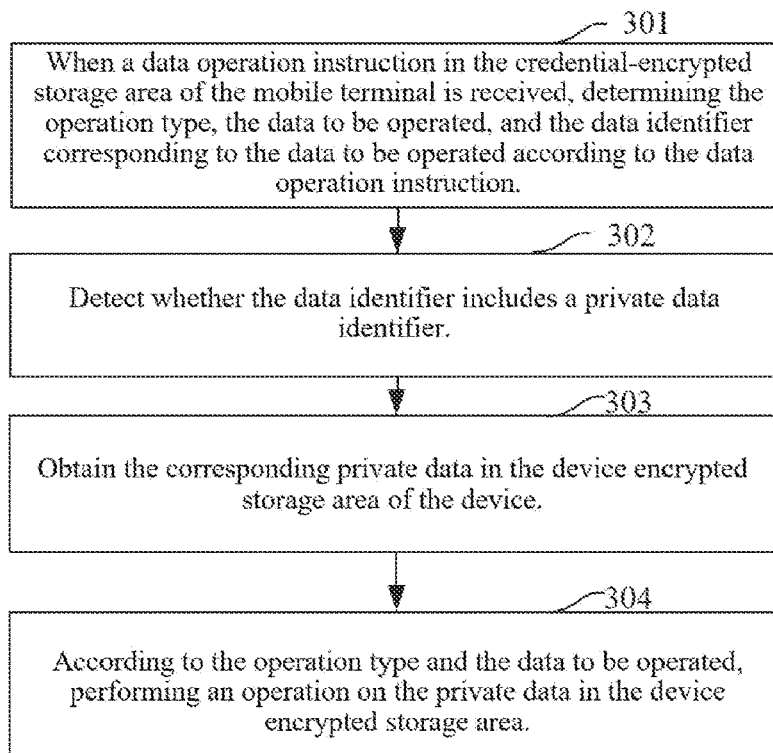 301
When a data operation instruction in the credential-encrypted
storage area of the mobile terminal is received, determining the
operation type, the data to be operated, and the data identifier
corresponding to the data to be operated according to the data
operation instruction.
302
Detect whether the data identifier includes a private data
identifier.
303
Obtain the corresponding private data in the device encrypted
storage area of the device.
304
According to the operation type and the data to be operated,
performing an operation on the private data in the device
encrypted storage area.